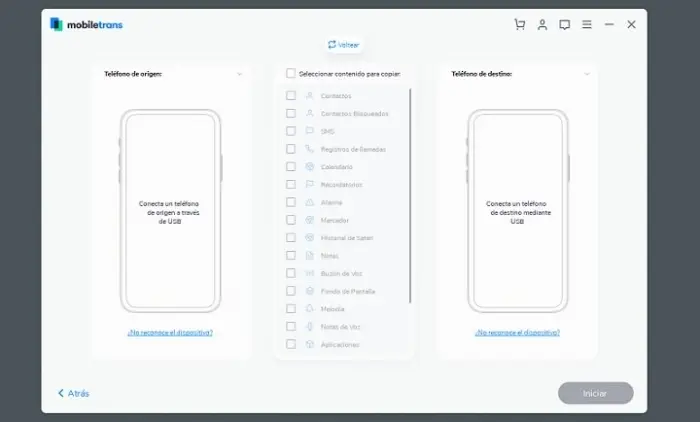 mobiletrans
Voltear
Teléfono de origen:
Seleccionar contenido para copiar:
Teléfono de destino:
Contactos
Contactos Bloqueados
SMS
Registros de llamadas
Calendario
Recordatorios
Alarma
Marcador
Historial de Safari
Notas
Buzón de Voz
Fondo de Pantalla
Melodía
Notas de Voz
Aplicaciones
Conecta un teléfono
de origen a través
de USB
Conecta un teléfono
de destino mediante
USB
¿No reconoce el dispositivo?
¿No reconoce el dispositivo?
Atrás
Iniciar